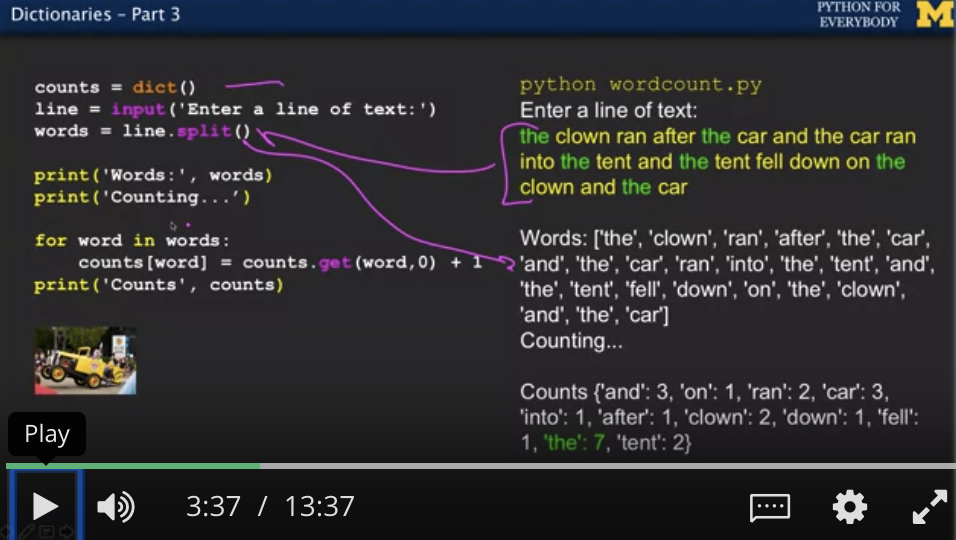 Dictionaries - Part 3
PYTHON FOR
EVERYBODY
M
counts = dict()
line = input('Enter a line of text:')
words = line.split()
print('Words:', words)
print('Counting...’)
for word in words:
counts[word] = counts.get(word,0) + 1
print('Counts', counts)
python wordcount.py
Enter a line of text:
the clown ran after the car and the car ran
into the tent and the tent fell down on the
clown and the car
Words: ['the', 'clown', 'ran', 'after', 'the', 'car',
'and', 'the', 'car', 'ran', 'into', 'the', 'tent', 'and',
'the', 'tent', 'fell', 'down', 'on', 'the', 'clown',
'and', 'the', 'car']
Counting...
Counts {'and': 3, 'on': 1, 'ran': 2, 'car': 3,
'into': 1, 'after': 1, 'clown': 2, 'down': 1, 'fell':
1, 'the': 7, 'tent': 2}
Play
3:37 / 13:37